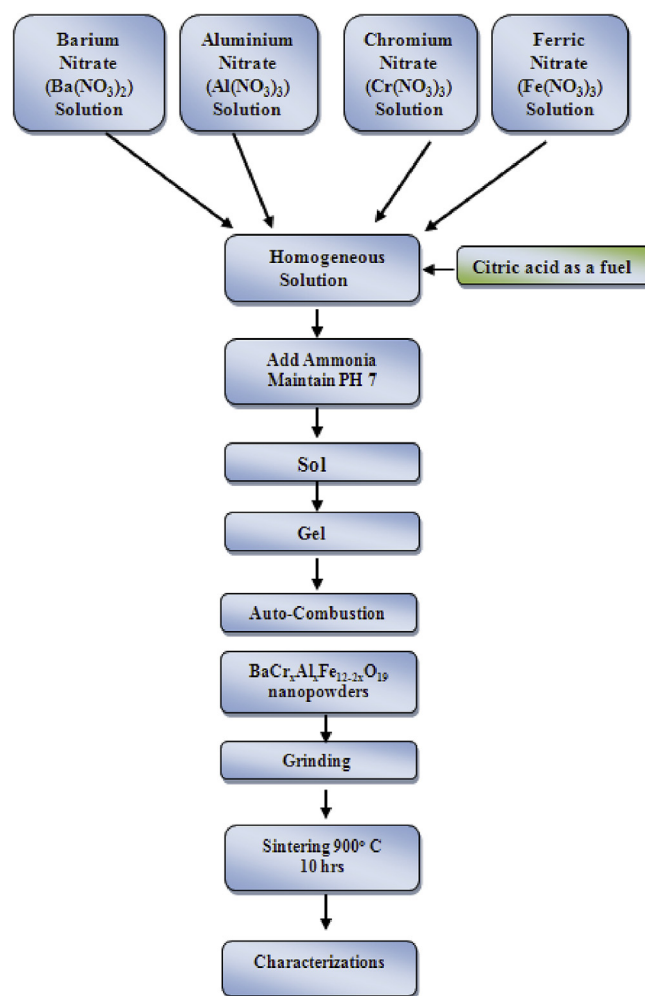 Barium
Nitrate
(Ba(NO₃)₂)
Solution
Aluminium
Nitrate
(Al(NO₃)₃)
Solution
Chromium
Nitrate
(Cr(NO₃)₃)
Solution
Ferric
Nitrate
(Fe(NO₃)₃)
Solution
Homogeneous
Solution
Citric acid as a fuel
Add Ammonia
Maintain PH 7
Sol
Gel
Auto-Combustion
BaCrₓAlₓFe₁₂₋₂ₓO₁₉
nanopowders
Grinding
Sintering 900° C
10 hrs
Characterizations